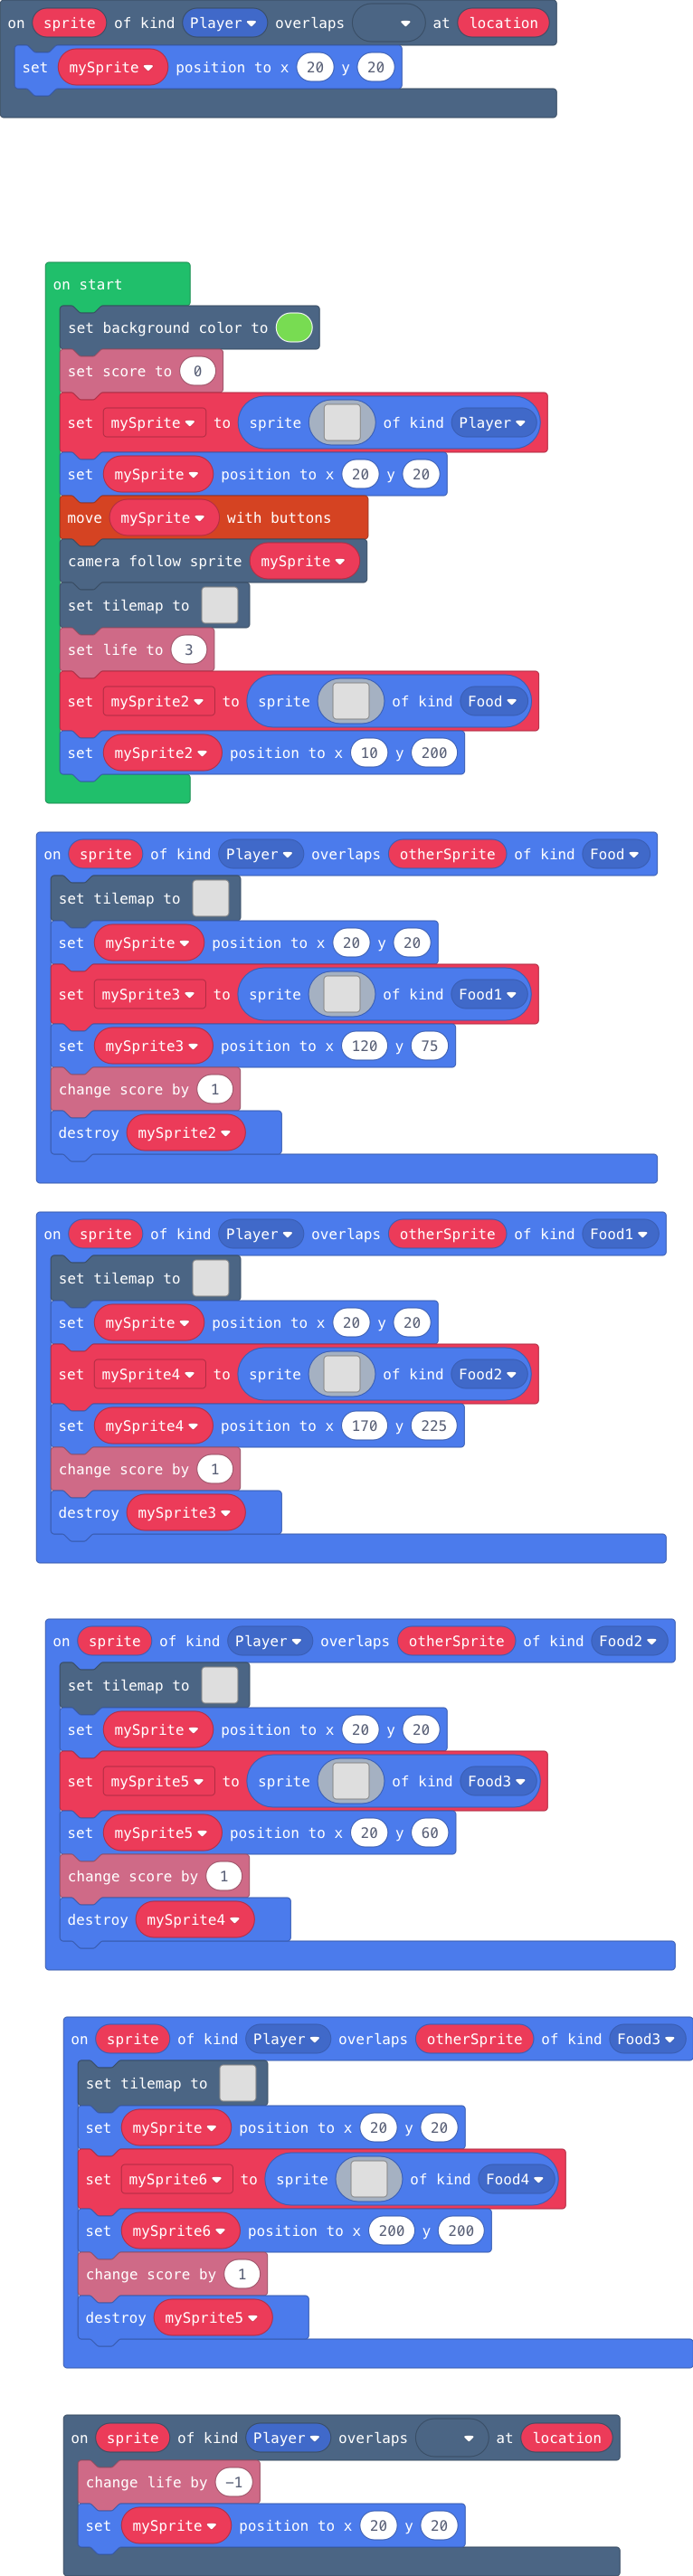 on sprite of kind Player overlaps at location
set mySprite position to x 20 y 20
on start
set background color to
set score to 0
set mySprite to sprite of kind Player
set mySprite position to x 20 y 20
move mySprite with buttons
camera follow sprite mySprite
set tilemap to
set life to 3
set mySprite2 to sprite of kind Food
set mySprite2 position to x 10 y 200
on sprite of kind Player overlaps otherSprite of kind Food
set tilemap to
set mySprite position to x 20 y 20
set mySprite3 to sprite of kind Food1
set mySprite3 position to x 120 y 75
change score by 1
destroy mySprite2
on sprite of kind Player overlaps otherSprite of kind Food1
set tilemap to
set mySprite position to x 20 y 20
set mySprite4 to sprite of kind Food2
set mySprite4 position to x 170 y 225
change score by 1
destroy mySprite3
on sprite of kind Player overlaps otherSprite of kind Food2
set tilemap to
set mySprite position to x 20 y 20
set mySprite5 to sprite of kind Food3
set mySprite5 position to x 20 y 60
change score by 1
destroy mySprite4
on sprite of kind Player overlaps otherSprite of kind Food3
set tilemap to
set mySprite position to x 20 y 20
set mySprite6 to sprite of kind Food4
set mySprite6 position to x 200 y 200
change score by 1
destroy mySprite5
on sprite of kind Player overlaps at location
change life by -1
set mySprite position to x 20 y 20